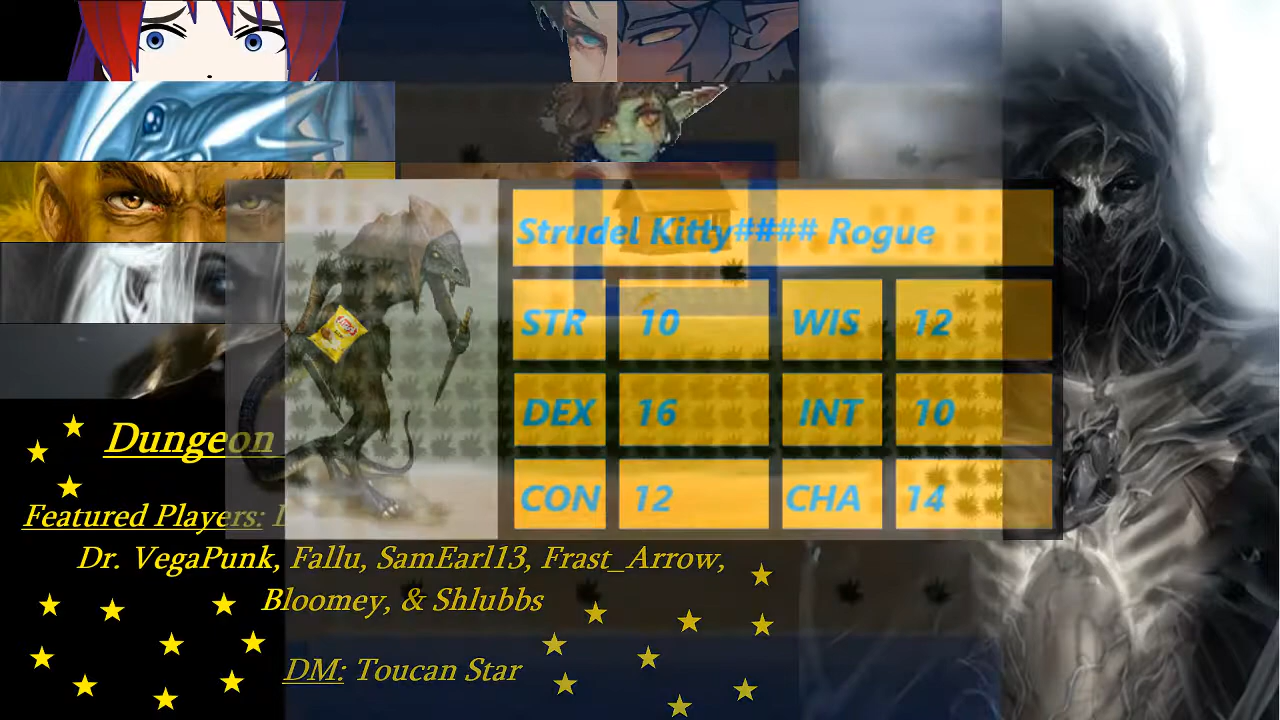 Strudel Kitty#### Rogue
STR 10 WIS 12
DEX 16 INT 10
CON 12 CHA 14
Lay's
Dungeon
Featured Players:
Dr. VegaPunk, Fallu, SamEarl13, Frast_Arrow,
Bloomey, & Shlubbs
DM: Toucan Star